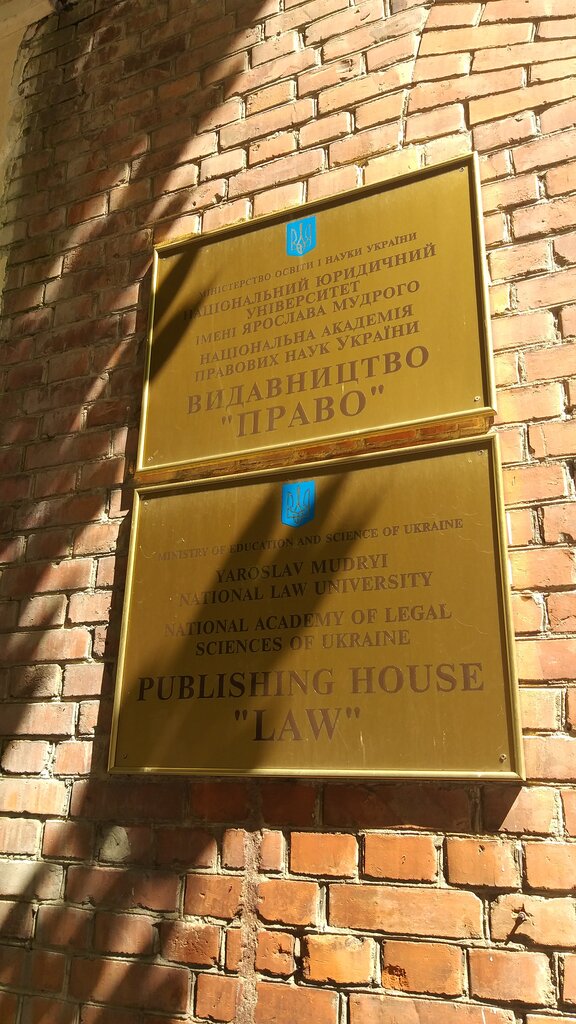 МІНІСТЕРСТВО ОСВІТИ І НАУКИ УКРАЇНИ
НАЦІОНАЛЬНИЙ ЮРИДИЧНИЙ
УНІВЕРСИТЕТ
ІМЕНІ ЯРОСЛАВА МУДРОГО
НАЦІОНАЛЬНА АКАДЕМІЯ
ПРАВОВИХ НАУК УКРАЇНИ
ВИДАВНИЦТВО
"ПРАВО"
MINISTRY OF EDUCATION AND SCIENCE OF UKRAINE
YAROSLAV MUDRYI
NATIONAL LAW UNIVERSITY
NATIONAL ACADEMY OF LEGAL
SCIENCES OF UKRAINE
PUBLISHING HOUSE
"LAW"